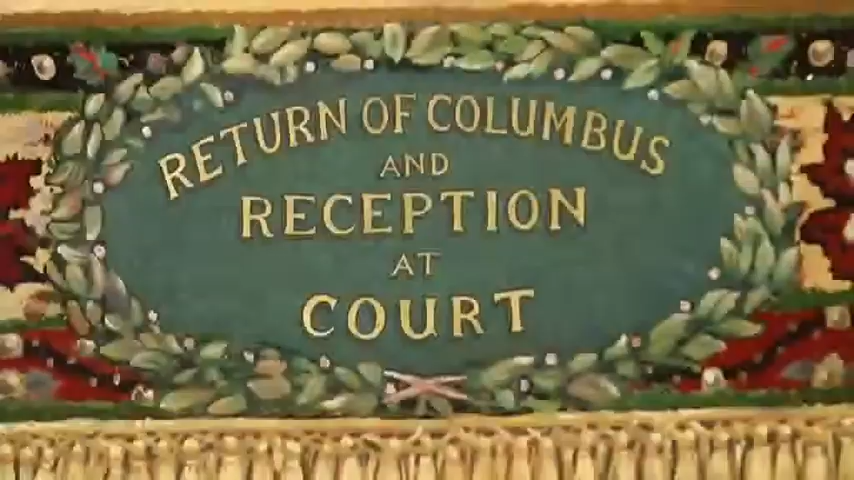 RETURN OF COLUMBUS
AND
RECEPTION
AT
COURT